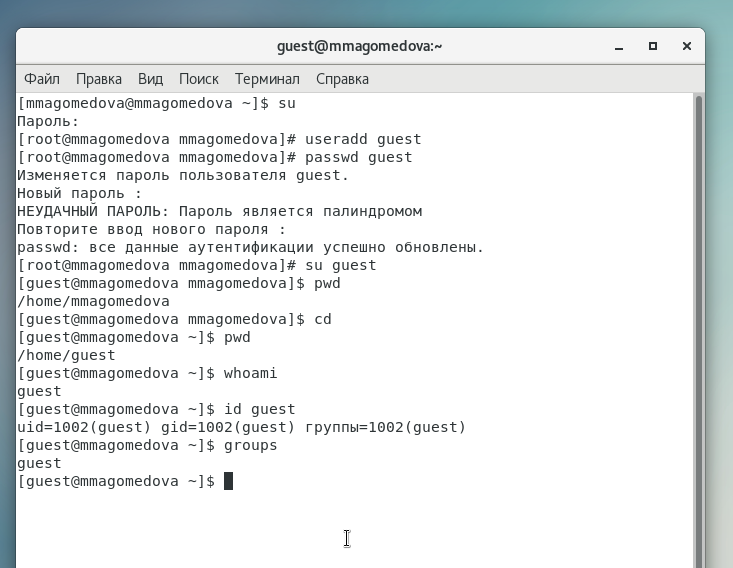 guest@mmagomedova:~
Файл Правка Вид Поиск Терминал Справка
[mmagomedova@mmagomedova ~]$ su
Пароль:
[root@mmagomedova mmagomedova]# useradd guest
[root@mmagomedova mmagomedova]# passwd guest
Изменяется пароль пользователя guest.
Новый пароль :
НЕУДАЧНЫЙ ПАРОЛЬ: Пароль является палиндромом
Повторите ввод нового пароля :
passwd: все данные аутентификации успешно обновлены.
[root@mmagomedova mmagomedova]# su guest
[guest@mmagomedova mmagomedova]$ pwd
/home/mmagomedova
[guest@mmagomedova mmagomedova]$ cd
[guest@mmagomedova ~]$ pwd
/home/guest
[guest@mmagomedova ~]$ whoami
guest
[guest@mmagomedova ~]$ id guest
uid=1002(guest) gid=1002(guest) группы=1002(guest)
[guest@mmagomedova ~]$ groups
guest
[guest@mmagomedova ~]$